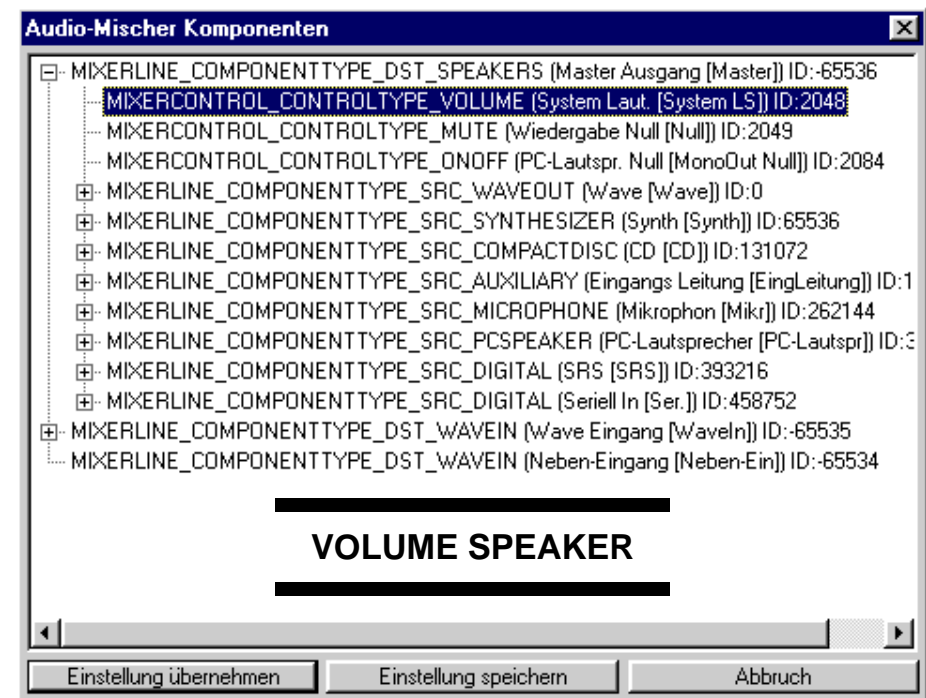 Audio-Mischer Komponenten
MIXERLINE_COMPONENTTYPE_DST_SPEAKERS (Master Ausgang [Master]) ID:-65536
MIXERCONTROL_CONTROLTYPE_VOLUME (System Laut. [System LS]) ID:2048
MIXERCONTROL_CONTROLTYPE_MUTE (Wiedergabe Null [Null]) ID:2049
MIXERCONTROL_CONTROLTYPE_ONOFF (PC-Lautspr. Null [MonoOut Null]) ID:2084
MIXERLINE_COMPONENTTYPE_SRC_WAVEOUT (Wave [Wave]) ID:0
MIXERLINE_COMPONENTTYPE_SRC_SYNTHESIZER (Synth [Synth]) ID:65536
MIXERLINE_COMPONENTTYPE_SRC_COMPACTDISC (CD [CD]) ID:131072
MIXERLINE_COMPONENTTYPE_SRC_AUXILIARY (Eingangs Leitung [EingLeitung]) ID:1
MIXERLINE_COMPONENTTYPE_SRC_MICROPHONE (Mikrophon [Mikr]) ID:262144
MIXERLINE_COMPONENTTYPE_SRC_PCSPEAKER (PC-Lautsprecher [PC-Lautspr]) ID:3
MIXERLINE_COMPONENTTYPE_SRC_DIGITAL (SRS [SRS]) ID:393216
MIXERLINE_COMPONENTTYPE_SRC_DIGITAL (Seriell In [Ser.]) ID:458752
MIXERLINE_COMPONENTTYPE_DST_WAVEIN (Wave Eingang [WaveIn]) ID:-65535
MIXERLINE_COMPONENTTYPE_DST_WAVEIN (Neben-Eingang [Neben-Ein]) ID:-65534
VOLUME SPEAKER
Einstellung übernehmen
Einstellung speichern
Abbruch